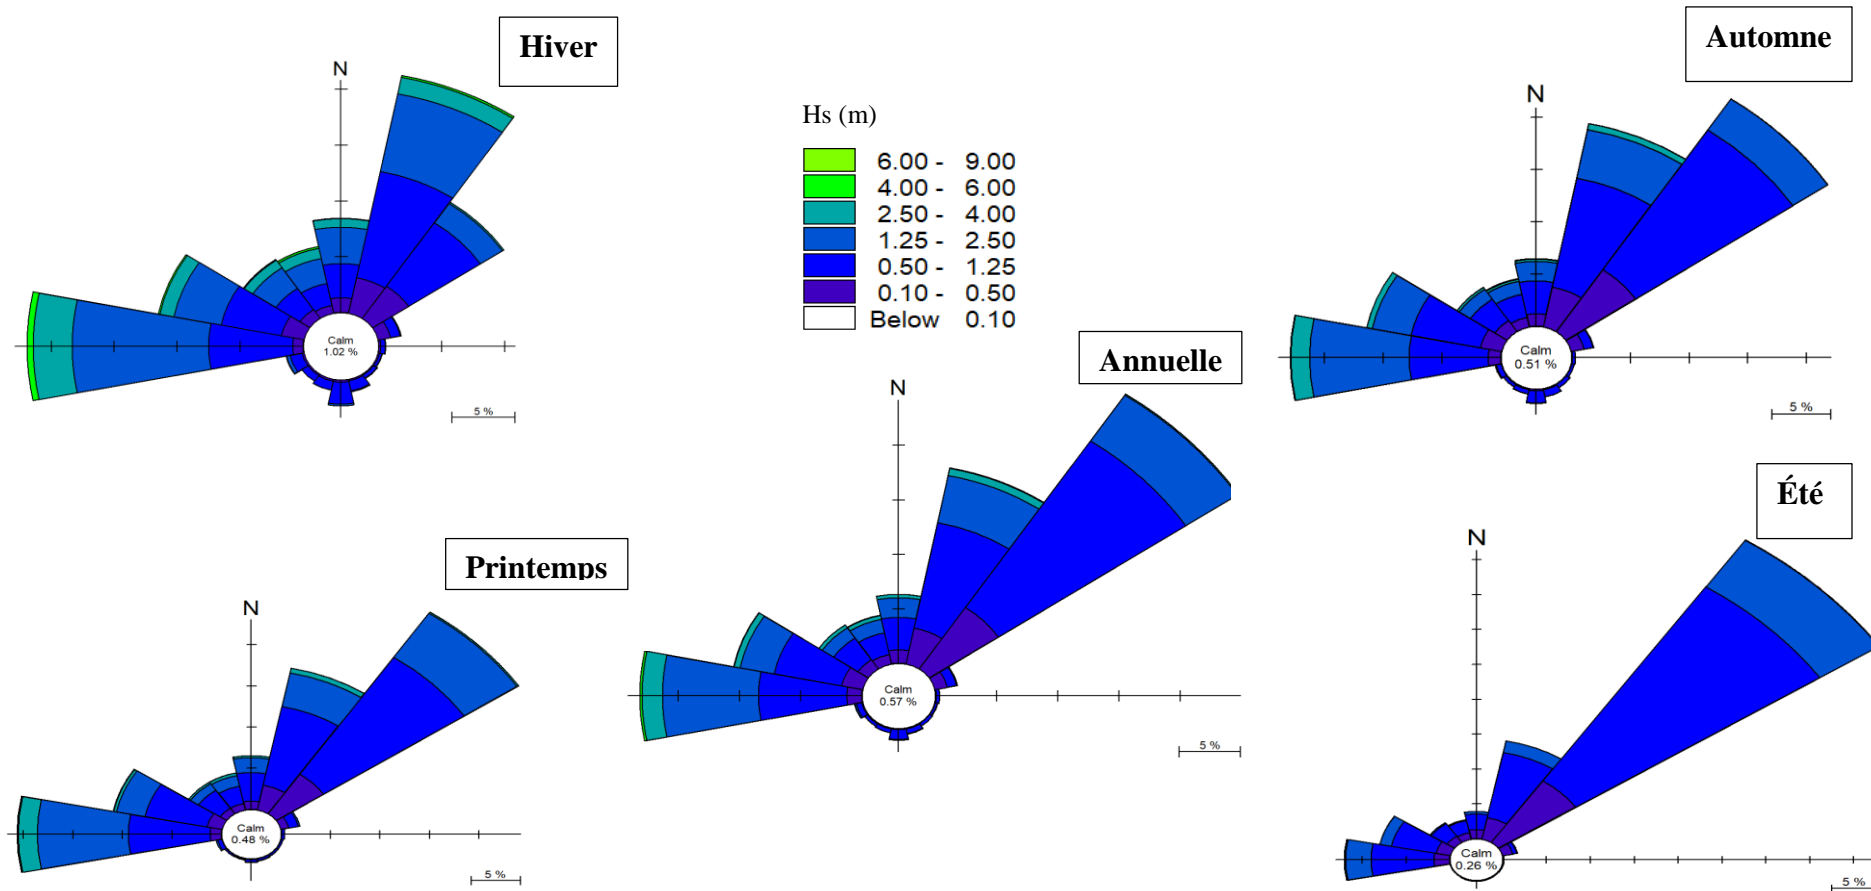 Hiver
N
Calm
1.02 %
5 %
Hs (m)
6.00 - 9.00
4.00 - 6.00
2.50 - 4.00
1.25 - 2.50
0.50 - 1.25
0.10 - 0.50
Below 0.10
Automne
N
Calm
0.51 %
5 %
Annuelle
N
Calm
0.57 %
5 %
Printemps
N
Calm
0.48 %
5 %
Été
N
Calm
0.26 %
5 %